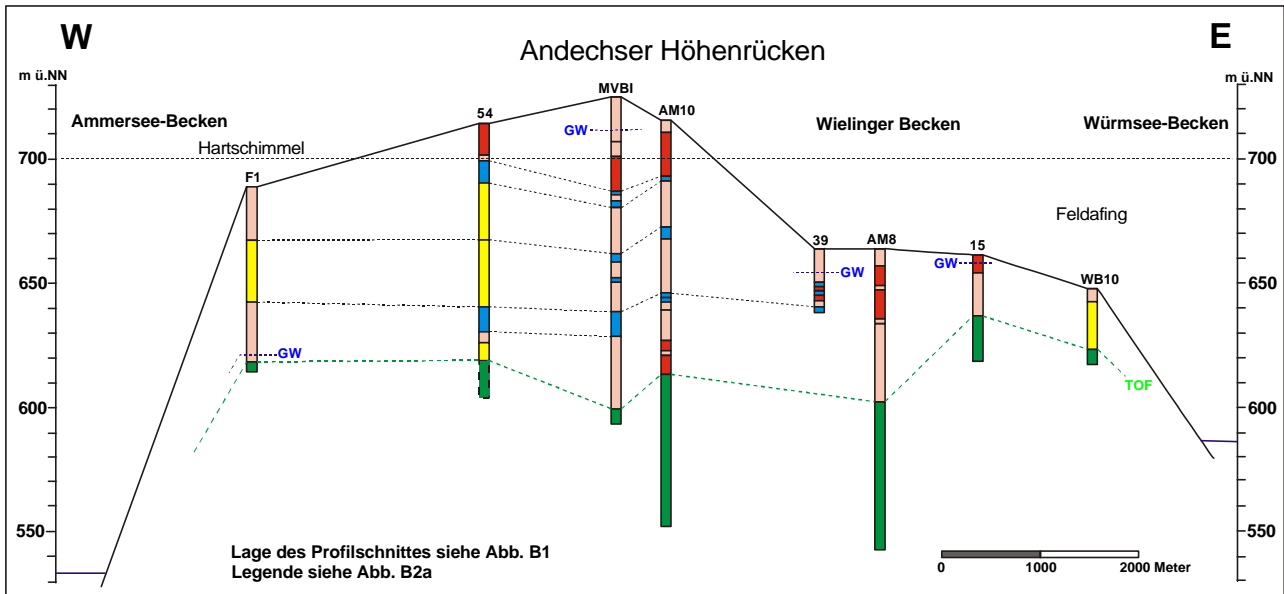 W
E
Andechser Höhenrücken
m ü.NN
m ü.NN
MVBI
54
AM10
GW
Ammersee-Becken
Wielinger Becken
Würmsee-Becken
Hartschimmel
700
700
F1
Feldafing
39
AM8
15
GW
GW
WB10
650
650
GW
TOF
600
600
550
550
Lage des Profilschnittes siehe Abb. B1
Legende siehe Abb. B2a
0 1000 2000 Meter